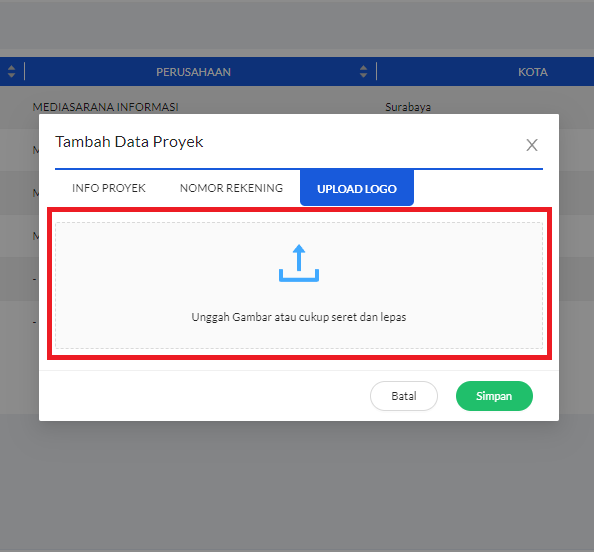 PERUSAHAAN KOTA
MEDIASARANA INFORMASI Surabaya
Tambah Data Proyek
INFO PROYEK NOMOR REKENING UPLOAD LOGO
Unggah Gambar atau cukup seret dan lepas
Batal Simpan